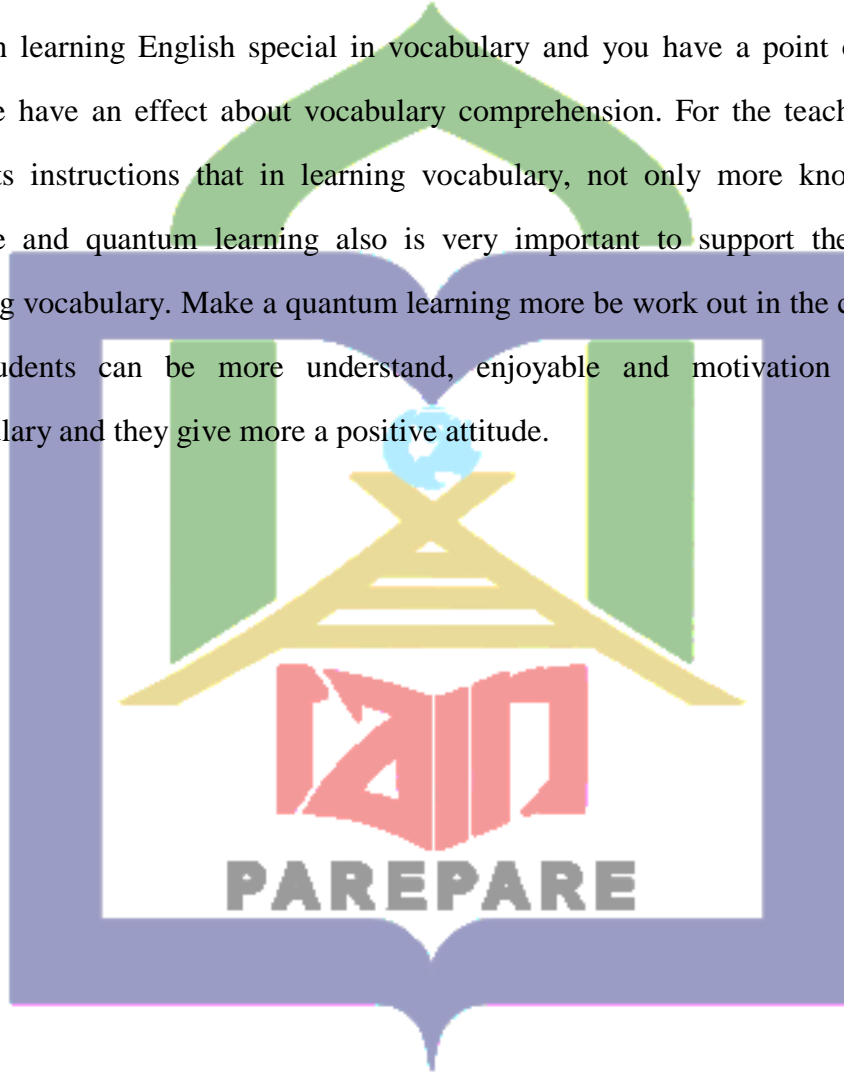 n learning English special in vocabulary and you have a point
e have an effect about vocabulary comprehension. For the teach
ts instructions that in learning vocabulary, not only more kno
e and quantum learning also is very important to support the
g vocabulary. Make a quantum learning more be work out in the
udents can be more understand, enjoyable and motivation
ulary and they give more a positive attitude.
iain
PAREPARE